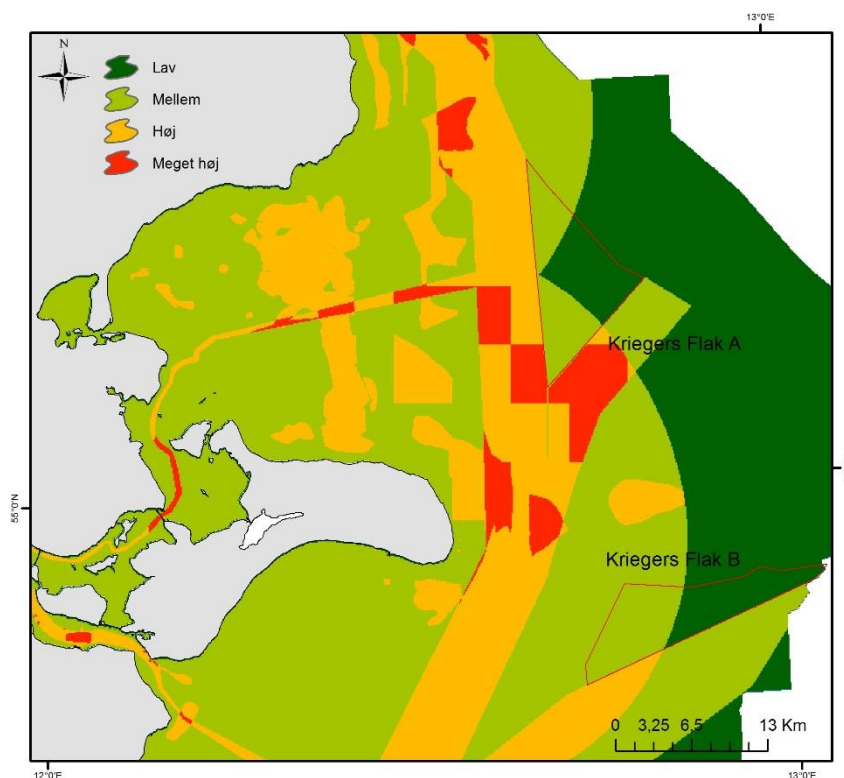 13°0'E
N
Lav
Mellem
Høj
Meget høj
Kriegers Flak A
55°0'N
Kriegers Flak B
0 3,25 6,5 13 Km
12°0'E 13°0'E